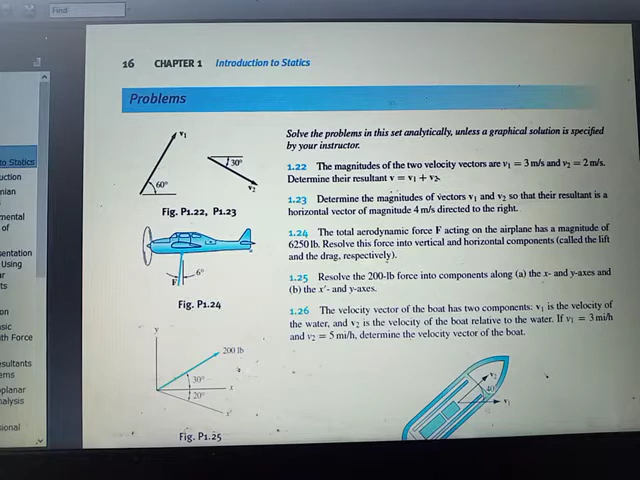 Find
16 CHAPTER 1 Introduction to Statics
Problems
v1
60°
30°
v2
Fig. P1.22, P1.23
F
6°
Fig. P1.24
y
200 lb
30°
x
20°
x'
Fig. P1.25
Solve the problems in this set analytically, unless a graphical solution is specified
by your instructor.
1.22 The magnitudes of the two velocity vectors are v1 = 3 m/s and v2 = 2 m/s.
Determine their resultant v = v1 + v2.
1.23 Determine the magnitudes of vectors v1 and v2 so that their resultant is a
horizontal vector of magnitude 4 m/s directed to the right.
1.24 The total aerodynamic force F acting on the airplane has a magnitude of
6250 lb. Resolve this force into vertical and horizontal components (called the lift
and the drag, respectively).
1.25 Resolve the 200-lb force into components along (a) the x- and y-axes and
(b) the x'- and y-axes.
1.26 The velocity vector of the boat has two components: v1 is the velocity of
the water, and v2 is the velocity of the boat relative to the water. If v1 = 3 mi/h
and v2 = 5 mi/h, determine the velocity vector of the boat.
v2
40°
v1
to Statics
uction
nian
mental
of
sentation
Using
ar
ts
on
asic
th Force
esultants
ems
oplanar
nalysis
sional